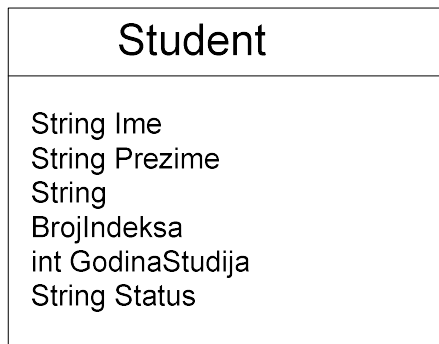 Student
String Ime
String Prezime
String
BrojIndeksa
int GodinaStudija
String Status